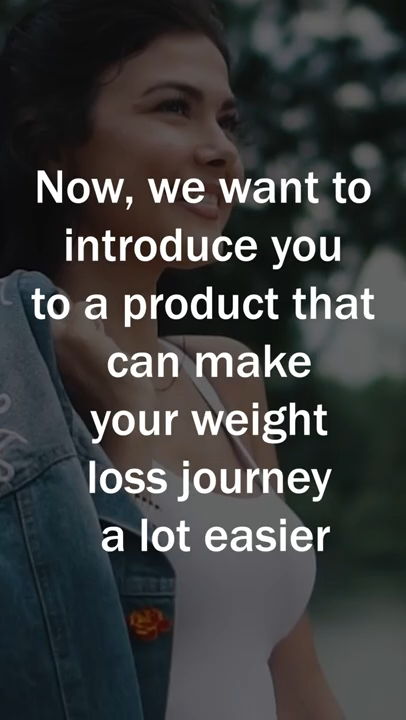 Now, we want to
introduce you
to a product that
can make
your weight
loss journey
a lot easier